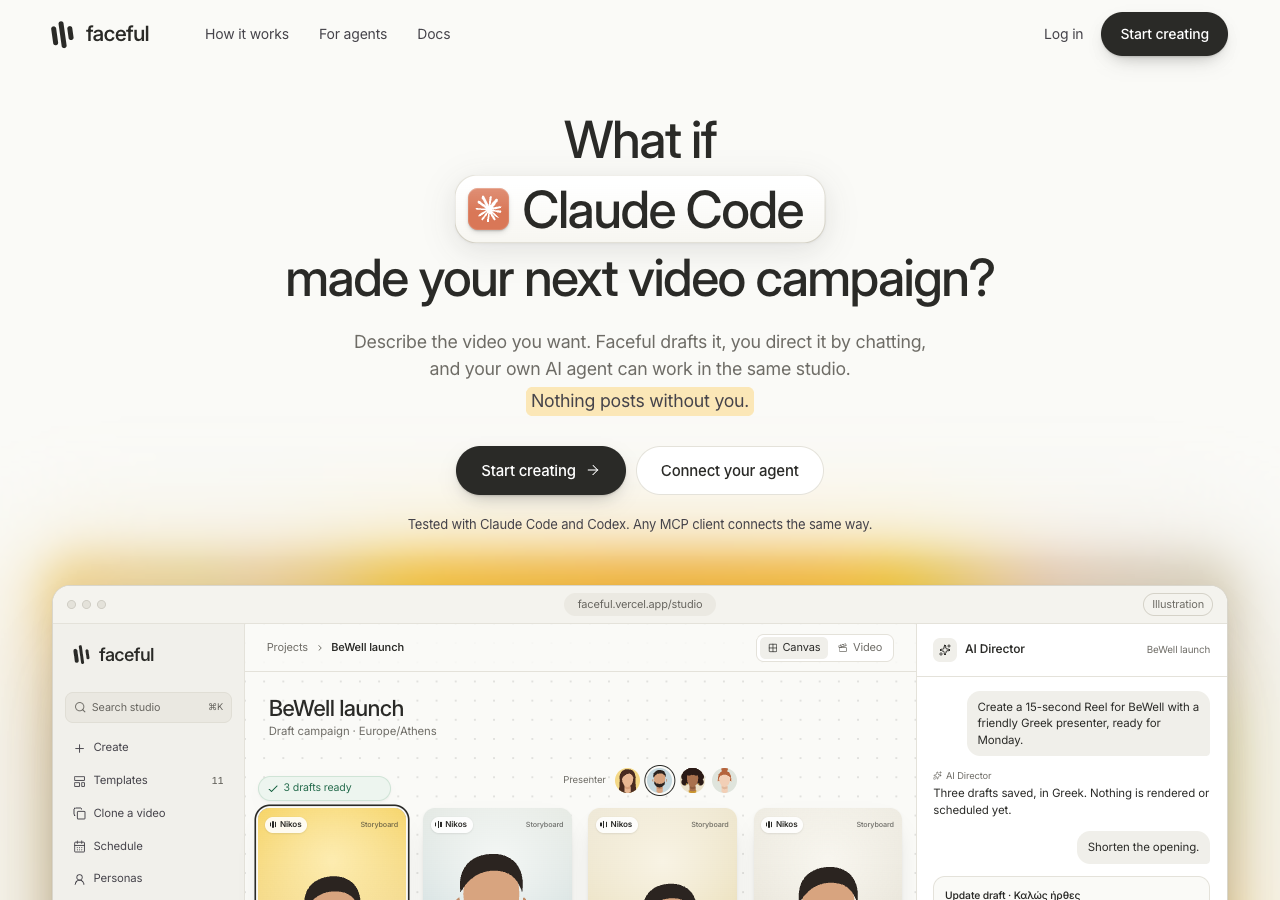 faceful
How it works
For agents
Docs
Log in
Start creating
What if
Claude Code
made your next video campaign?
Describe the video you want. Faceful drafts it, you direct it by chatting,
and your own AI agent can work in the same studio.
Nothing posts without you.
Start creating
Connect your agent
Tested with Claude Code and Codex. Any MCP client connects the same way.
faceful.vercel.app/studio
Illustration
faceful
Search studio
⌘K
Create
Templates
11
Clone a video
Schedule
Personas
Projects
BeWell launch
Canvas
Video
BeWell launch
Draft campaign · Europe/Athens
3 drafts ready
Presenter
Nikos
Storyboard
Nikos
Storyboard
Nikos
Storyboard
Nikos
Storyboard
AI Director
BeWell launch
Create a 15-second Reel for BeWell with a
friendly Greek presenter, ready for
Monday.
AI Director
Three drafts saved, in Greek. Nothing is rendered or
scheduled yet.
Shorten the opening.
Update draft · Καλώς ήρθες